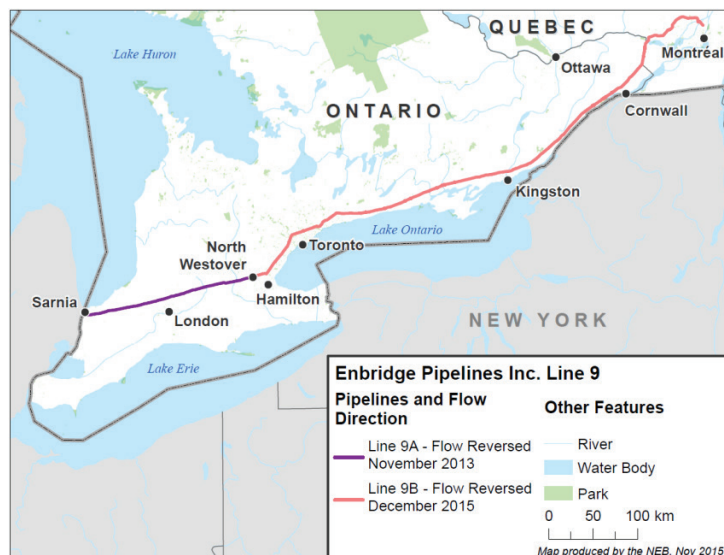 QUEBEC
Lake Huron
Montréal
Ottawa
ONTARIO
Cornwall
Kingston
Lake Ontario
Toronto
North
Westover
Hamilton
Sarnia
London
NEW YORK
Lake Erie
Enbridge Pipelines Inc. Line 9
Pipelines and Flow
Direction
Line 9A - Flow Reversed
November 2013
Line 9B - Flow Reversed
December 2015
Other Features
River
Water Body
Park
0 50 100 km
Map produced by the NEB, Nov 2015